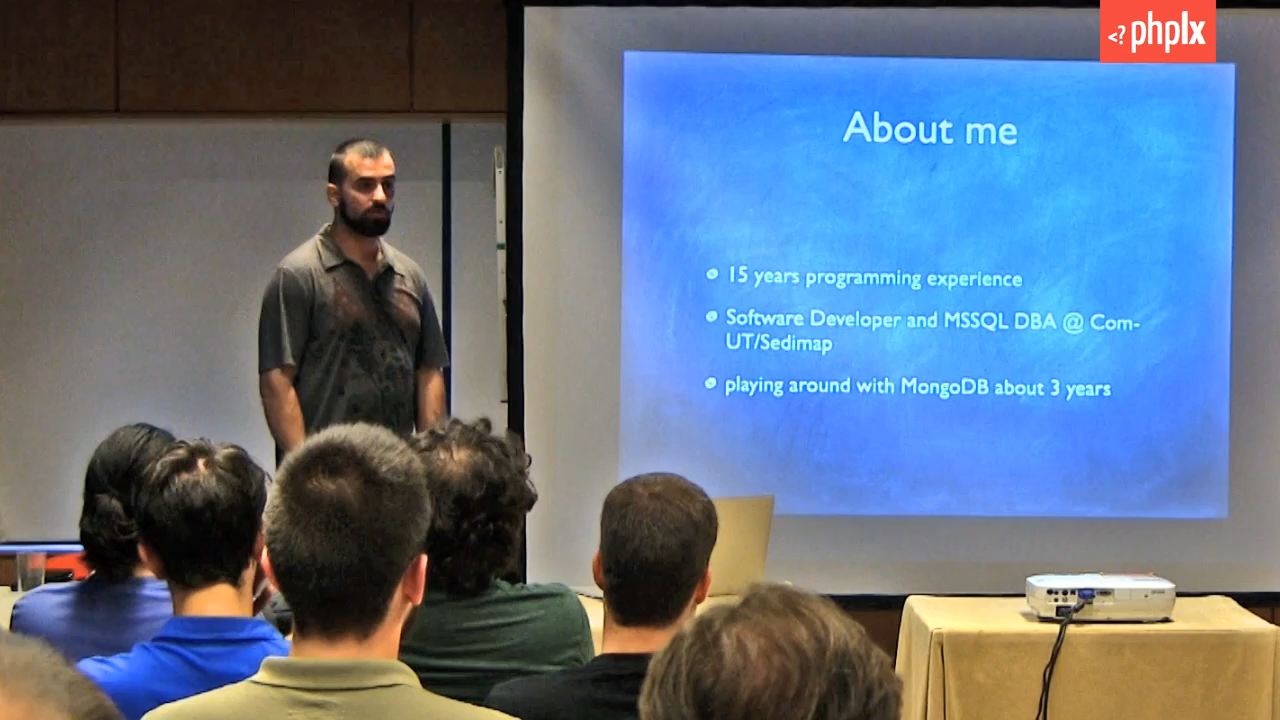 <? phplx
About me
15 years programming experience
Software Developer and MSSQL DBA @ Com-
UT/Sedimap
playing around with MongoDB about 3 years